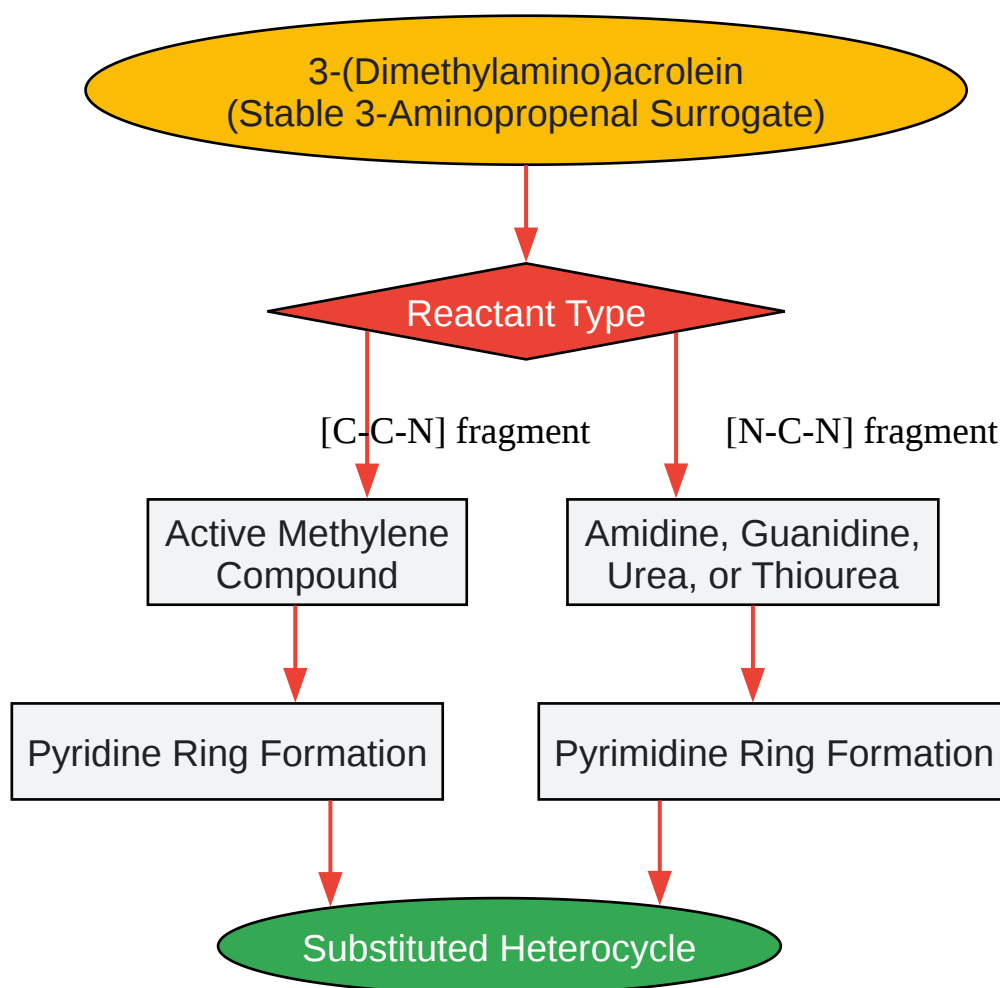 3-(Dimethylamino)acrolein
(Stable 3-Aminopropenal Surrogate)
Reactant Type
[C-C-N] fragment
[N-C-N] fragment
Active Methylene
Compound
Amidine, Guanidine,
Urea, or Thiourea
Pyridine Ring Formation
Pyrimidine Ring Formation
Substituted Heterocycle